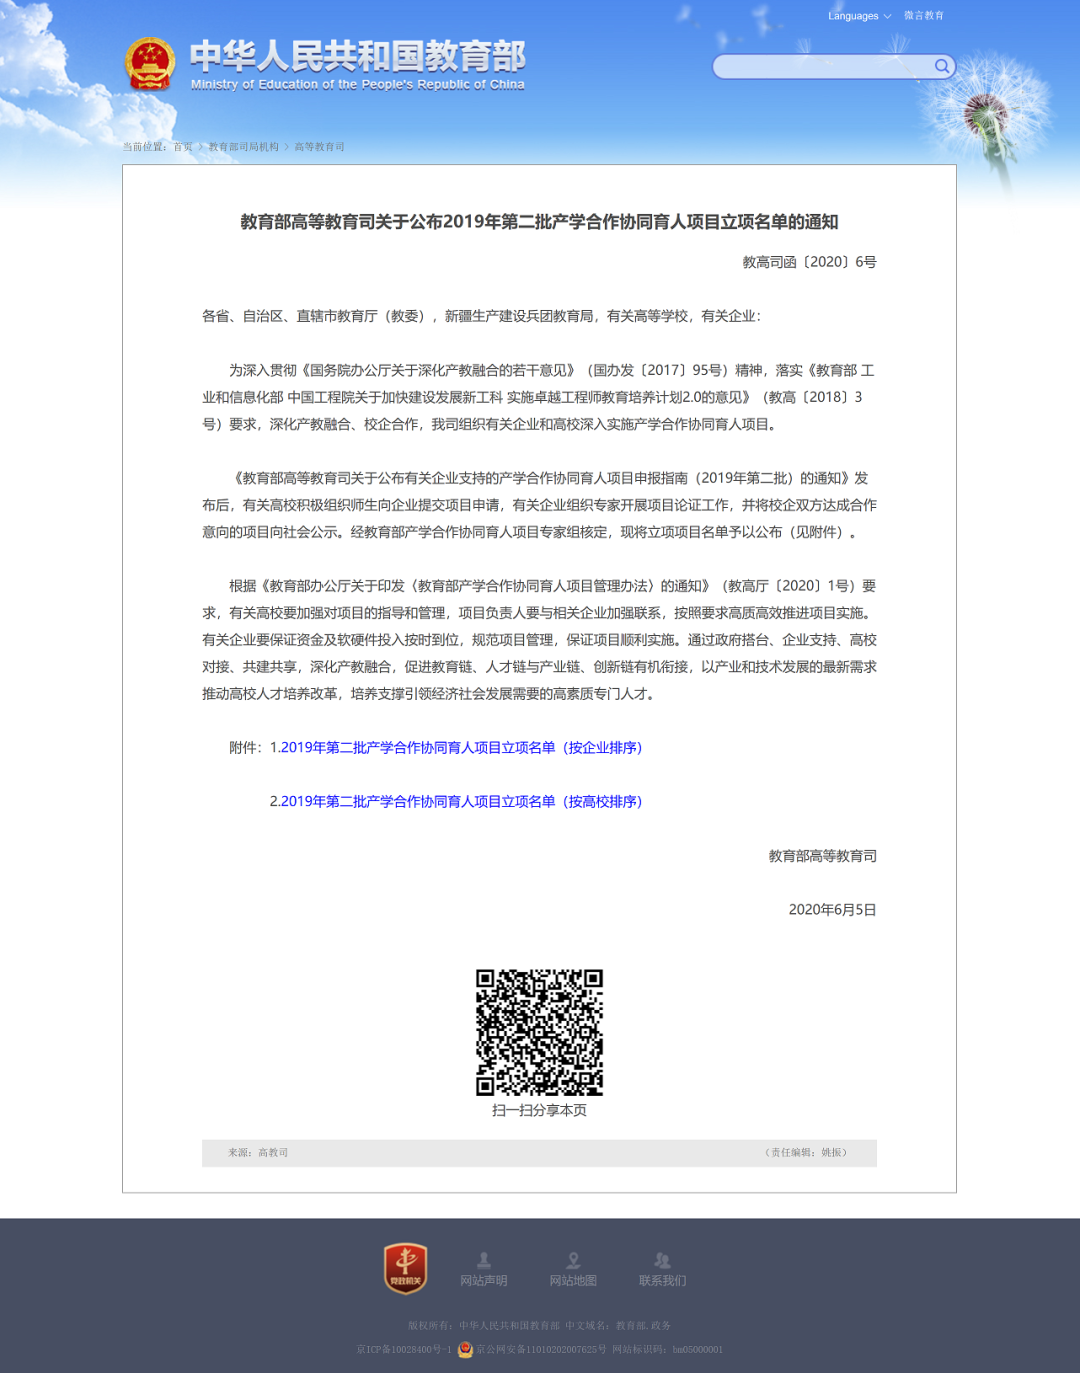 Languages 微言教育
中华人民共和国教育部
Ministry of Education of the People's Republic of China
当前位置：首页 > 教育部司局机构 > 高等教育司
教育部高等教育司关于公布2019年第二批产学合作协同育人项目立项名单的通知
教高司函〔2020〕6号
各省、自治区、直辖市教育厅（教委），新疆生产建设兵团教育局，有关高等学校，有关企业：
为深入贯彻《国务院办公厅关于深化产教融合的若干意见》（国办发〔2017〕95号）精神，落实《教育部 工
业和信息化部 中国工程院关于加快建设发展新工科 实施卓越工程师教育培养计划2.0的意见》（教高〔2018〕3
号）要求，深化产教融合、校企合作，我司组织有关企业和高校深入实施产学合作协同育人项目。
《教育部高等教育司关于公布有关企业支持的产学合作协同育人项目申报指南（2019年第二批）的通知》发
布后，有关高校积极组织师生向企业提交项目申请，有关企业组织专家开展项目论证工作，并将校企双方达成合作
意向的项目向社会公示。经教育部产学合作协同育人项目专家组核定，现将立项项目名单予以公布（见附件）。
根据《教育部办公厅关于印发〈教育部产学合作协同育人项目管理办法〉的通知》（教高厅〔2020〕1号）要
求，有关高校要加强对项目的指导和管理，项目负责人要与相关企业加强联系，按照要求高质高效推进项目实施。
有关企业要保证资金及软硬件投入按时到位，规范项目管理，保证项目顺利实施。通过政府搭台、企业支持、高校
对接、共建共享，深化产教融合，促进教育链、人才链与产业链、创新链有机衔接，以产业和技术发展的最新需求
推动高校人才培养改革，培养支撑引领经济社会发展需要的高素质专门人才。
附件：1.2019年第二批产学合作协同育人项目立项名单（按企业排序）
2.2019年第二批产学合作协同育人项目立项名单（按高校排序）
教育部高等教育司
2020年6月5日
扫一扫分享本页
来源：高教司 （责任编辑：姚振）
党政机关
网站声明 网站地图 联系我们
版权所有：中华人民共和国教育部 中文域名：教育部.政务
京ICP备10028400号-1 京公网安备11010202007625号 网站标识码：bm05000001